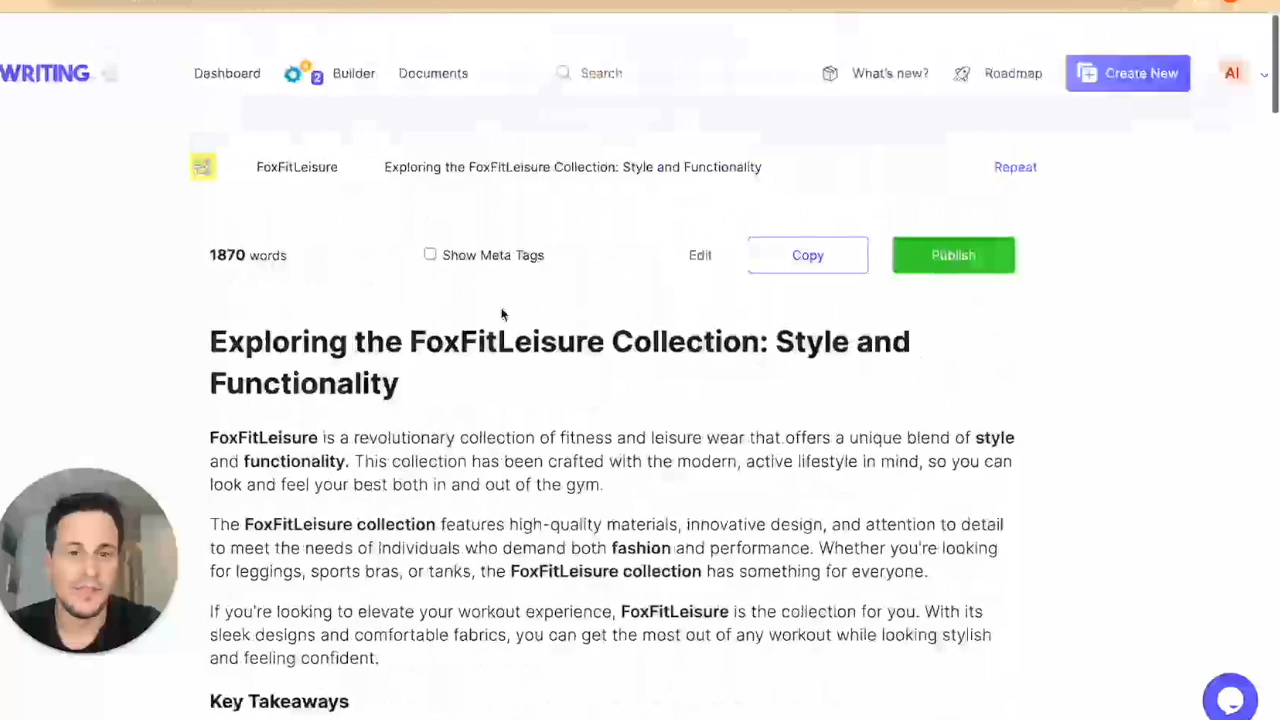 WRITING
Dashboard 2 Builder Documents Search What's new? Roadmap Create New AI
FoxFitLeisure Exploring the FoxFitLeisure Collection: Style and Functionality Repeat
1870 words Show Meta Tags Edit Copy Publish
Exploring the FoxFitLeisure Collection: Style and
Functionality
FoxFitLeisure is a revolutionary collection of fitness and leisure wear that offers a unique blend of style
and functionality. This collection has been crafted with the modern, active lifestyle in mind, so you can
look and feel your best both in and out of the gym.
The FoxFitLeisure collection features high-quality materials, innovative design, and attention to detail
to meet the needs of individuals who demand both fashion and performance. Whether you're looking
for leggings, sports bras, or tanks, the FoxFitLeisure collection has something for everyone.
If you're looking to elevate your workout experience, FoxFitLeisure is the collection for you. With its
sleek designs and comfortable fabrics, you can get the most out of any workout while looking stylish
and feeling confident.
Key Takeaways